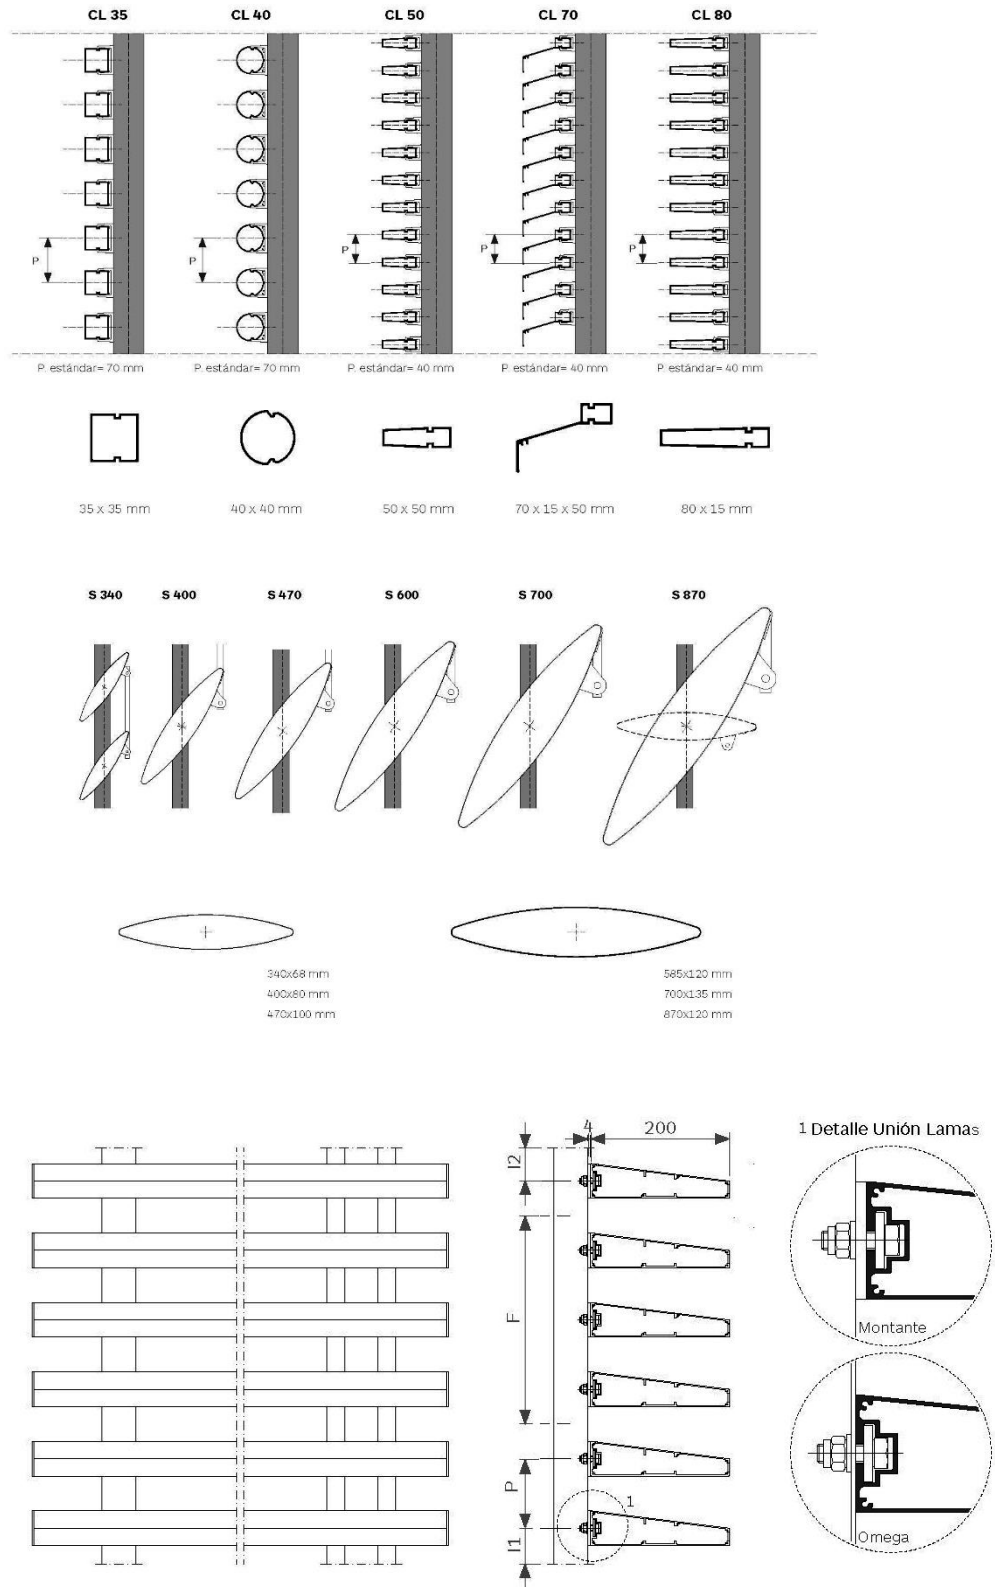 CL 35 CL 40 CL 50 CL 70 CL 80
P P P P P
P. estándar= 70 mm P. estándar= 70 mm P. estándar= 40 mm P. estándar= 40 mm P. estándar= 40 mm
35 x 35 mm 40 x 40 mm 50 x 50 mm 70 x 15 x 50 mm 80 x 15 mm
S 340 S 400 S 470 S 600 S 700 S 870
340x68 mm
400x80 mm
470x100 mm
585x120 mm
700x135 mm
870x120 mm
4 200
I2
F
P
1
I1
1 Detalle Unión Lamas
Montante
Omega